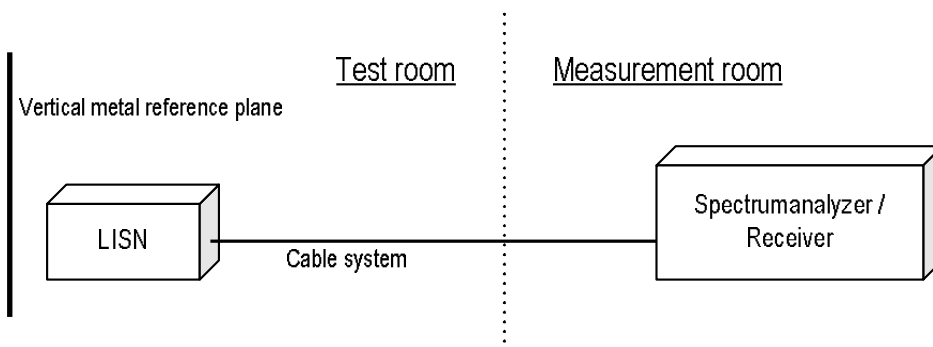 Test room
Measurement room
Vertical metal reference plane
LISN
Cable system
Spectrumanalyzer /
Receiver